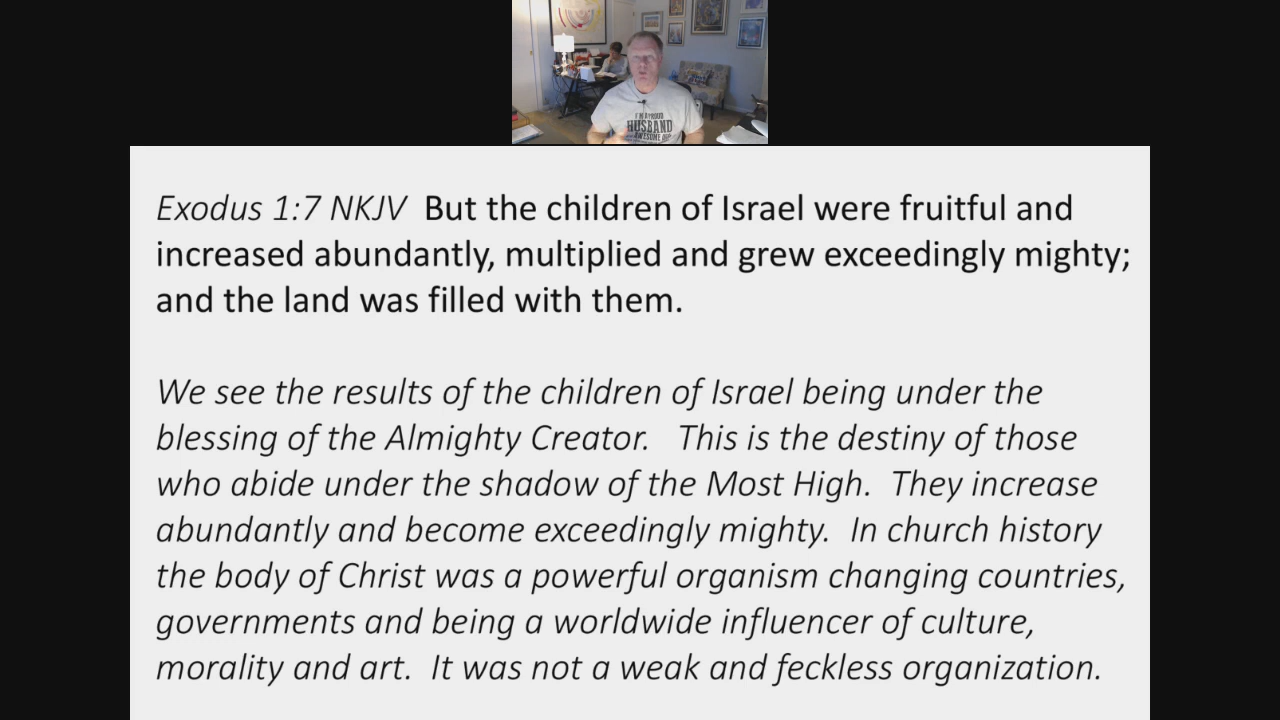 I'M A PROUD
HUSBAND
Exodus 1:7 NKJV  But the children of Israel were fruitful and
increased abundantly, multiplied and grew exceedingly mighty;
and the land was filled with them.
We see the results of the children of Israel being under the
blessing of the Almighty Creator.   This is the destiny of those
who abide under the shadow of the Most High.  They increase
abundantly and become exceedingly mighty.  In church history
the body of Christ was a powerful organism changing countries,
governments and being a worldwide influencer of culture,
morality and art.  It was not a weak and feckless organization.